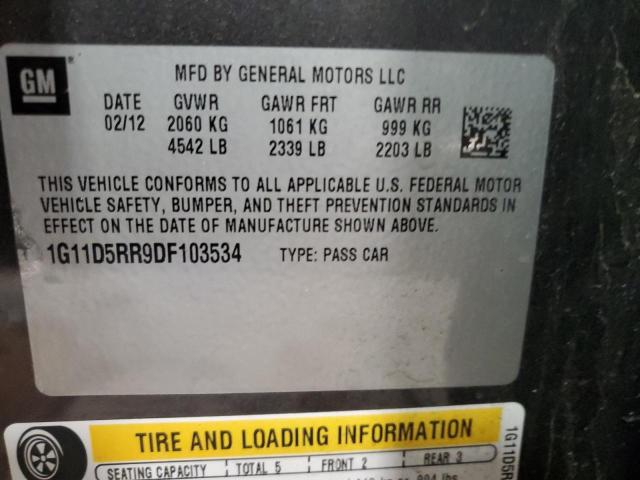 GM ®
MFD BY GENERAL MOTORS LLC
DATE GVWR GAWR FRT GAWR RR
02/12 2060 KG 1061 KG 999 KG
4542 LB 2339 LB 2203 LB
THIS VEHICLE CONFORMS TO ALL APPLICABLE U.S. FEDERAL MOTOR
VEHICLE SAFETY, BUMPER, AND THEFT PREVENTION STANDARDS IN
EFFECT ON THE DATE OF MANUFACTURE SHOWN ABOVE.
1G11D5RR9DF103534 TYPE: PASS CAR
TIRE AND LOADING INFORMATION
SEATING CAPACITY TOTAL 5 FRONT 2 REAR 3
1G11D5R